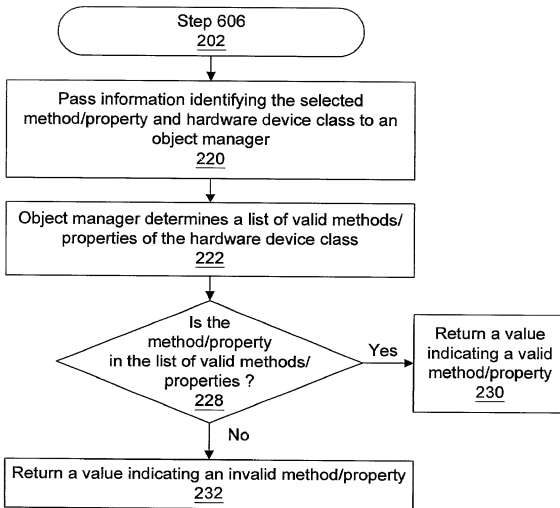 Step 606
202
Pass information identifying the selected
method/property and hardware device class to an
object manager
220
Object manager determines a list of valid methods/
properties of the hardware device class
222
Is the
method/property
in the list of valid methods/
properties ?
228
Yes
Return a value
indicating a valid
method/property
230
No
Return a value indicating an invalid method/property
232